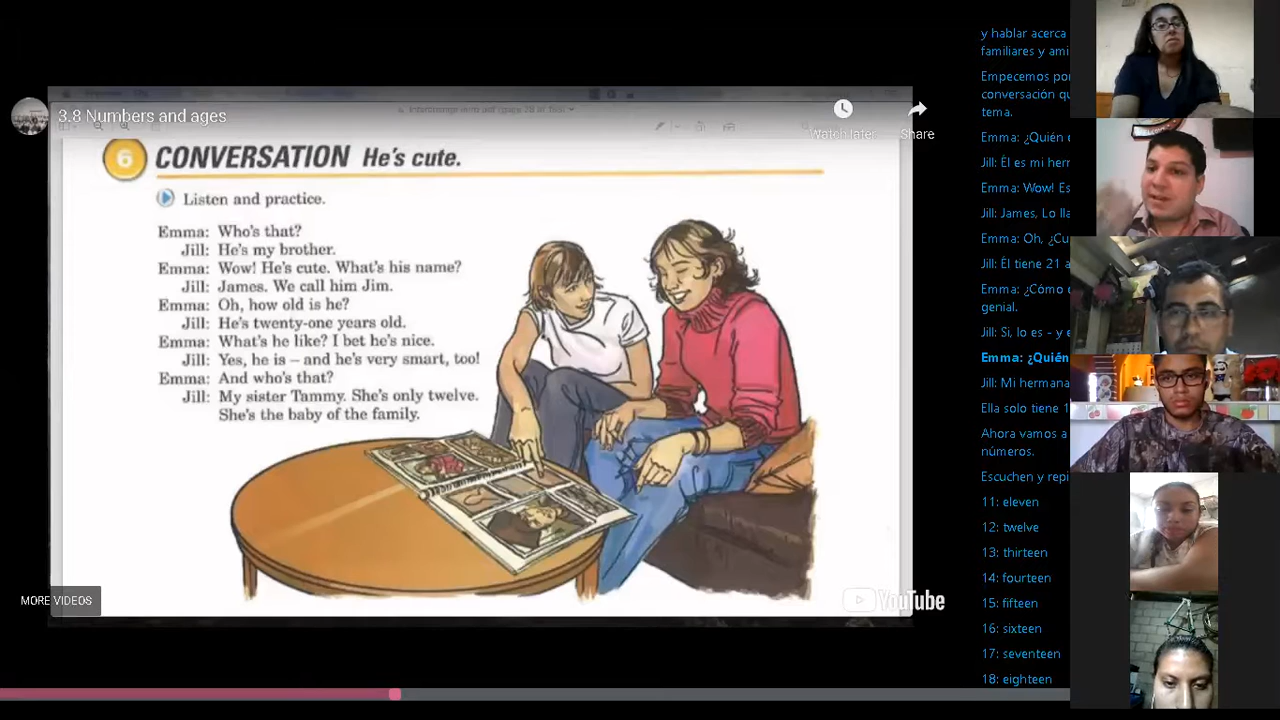 3.8 Numbers and ages
Watch later
Share
6 CONVERSATION He's cute.
Listen and practice.
Emma: Who's that?
Jill: He's my brother.
Emma: Wow! He's cute. What's his name?
Jill: James. We call him Jim.
Emma: Oh, how old is he?
Jill: He's twenty-one years old.
Emma: What's he like? I bet he's nice.
Jill: Yes, he is – and he's very smart, too!
Emma: And who's that?
Jill: My sister Tammy. She's only twelve.
She's the baby of the family.
MORE VIDEOS
YouTube
y hablar acerca
familiares y ami
Empecemos por
conversación qu
tema.
Emma: ¿Quién
Jill: Él es mi herm
Emma: Wow! Es
Jill: James, Lo lla
Emma: Oh, ¿Cu
Jill: Él tiene 21 a
Emma: ¿Cómo
genial.
Jill: Si, lo es - y e
Emma: ¿Quién
Jill: Mi hermana
Ella solo tiene 1
Ahora vamos a
números.
Escuchen y repi
11: eleven
12: twelve
13: thirteen
14: fourteen
15: fifteen
16: sixteen
17: seventeen
18: eighteen